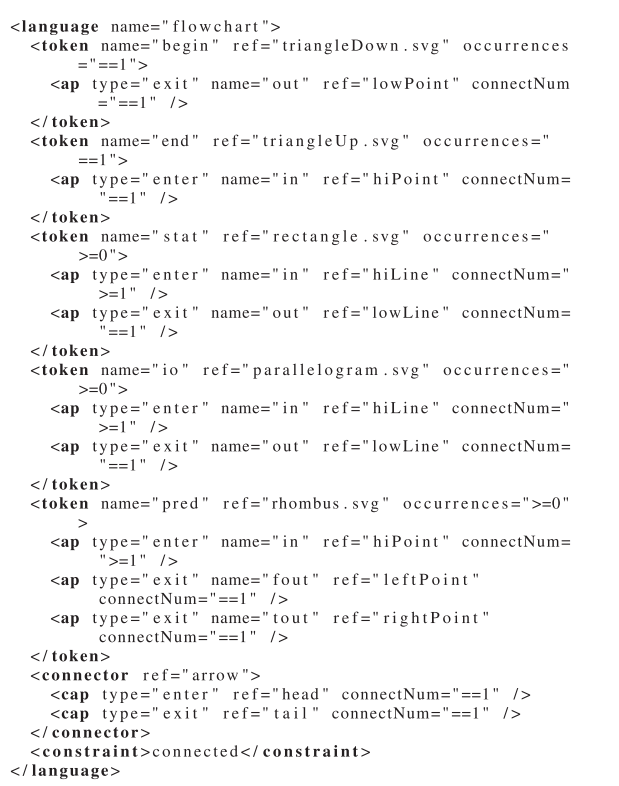 <language name="flowchart">
<token name="begin" ref="triangleDown.svg" occurrences
="==1">
<ap type="exit" name="out" ref="lowPoint" connectNum
="==1" />
</token>
<token name="end" ref="triangleUp.svg" occurrences="
==1">
<ap type="enter" name="in" ref="hiPoint" connectNum=
"==1" />
</token>
<token name="stat" ref="rectangle.svg" occurrences="
>=0">
<ap type="enter" name="in" ref="hiLine" connectNum="
>=1" />
<ap type="exit" name="out" ref="lowLine" connectNum=
"==1" />
</token>
<token name="io" ref="parallelogram.svg" occurrences="
>=0">
<ap type="enter" name="in" ref="hiLine" connectNum="
>=1" />
<ap type="exit" name="out" ref="lowLine" connectNum=
"==1" />
</token>
<token name="pred" ref="rhombus.svg" occurrences=">=0"
>
<ap type="enter" name="in" ref="hiPoint" connectNum=
">=1" />
<ap type="exit" name="fout" ref="leftPoint"
connectNum="==1" />
<ap type="exit" name="tout" ref="rightPoint"
connectNum="==1" />
</token>
<connector ref="arrow">
<cap type="enter" ref="head" connectNum="==1" />
<cap type="exit" ref="tail" connectNum="==1" />
</connector>
<constraint>connected</constraint>
</language>